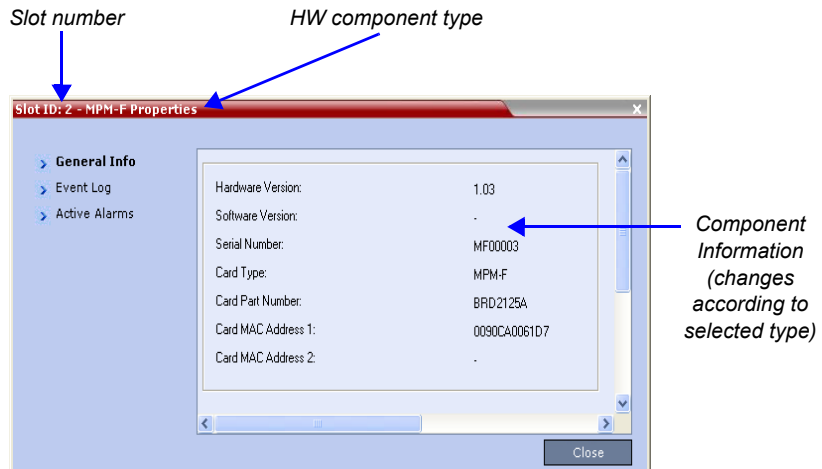 Slot number
HW component type
Slot ID: 2 - MPM-F Properties
X
General Info
Event Log
Active Alarms
Hardware Version: 1.03
Software Version: -
Serial Number: MF00003
Card Type: MPM-F
Card Part Number: BRD2125A
Card MAC Address 1: 0090CA0061D7
Card MAC Address 2: -
Component
Information
(changes
according to
selected type)
Close